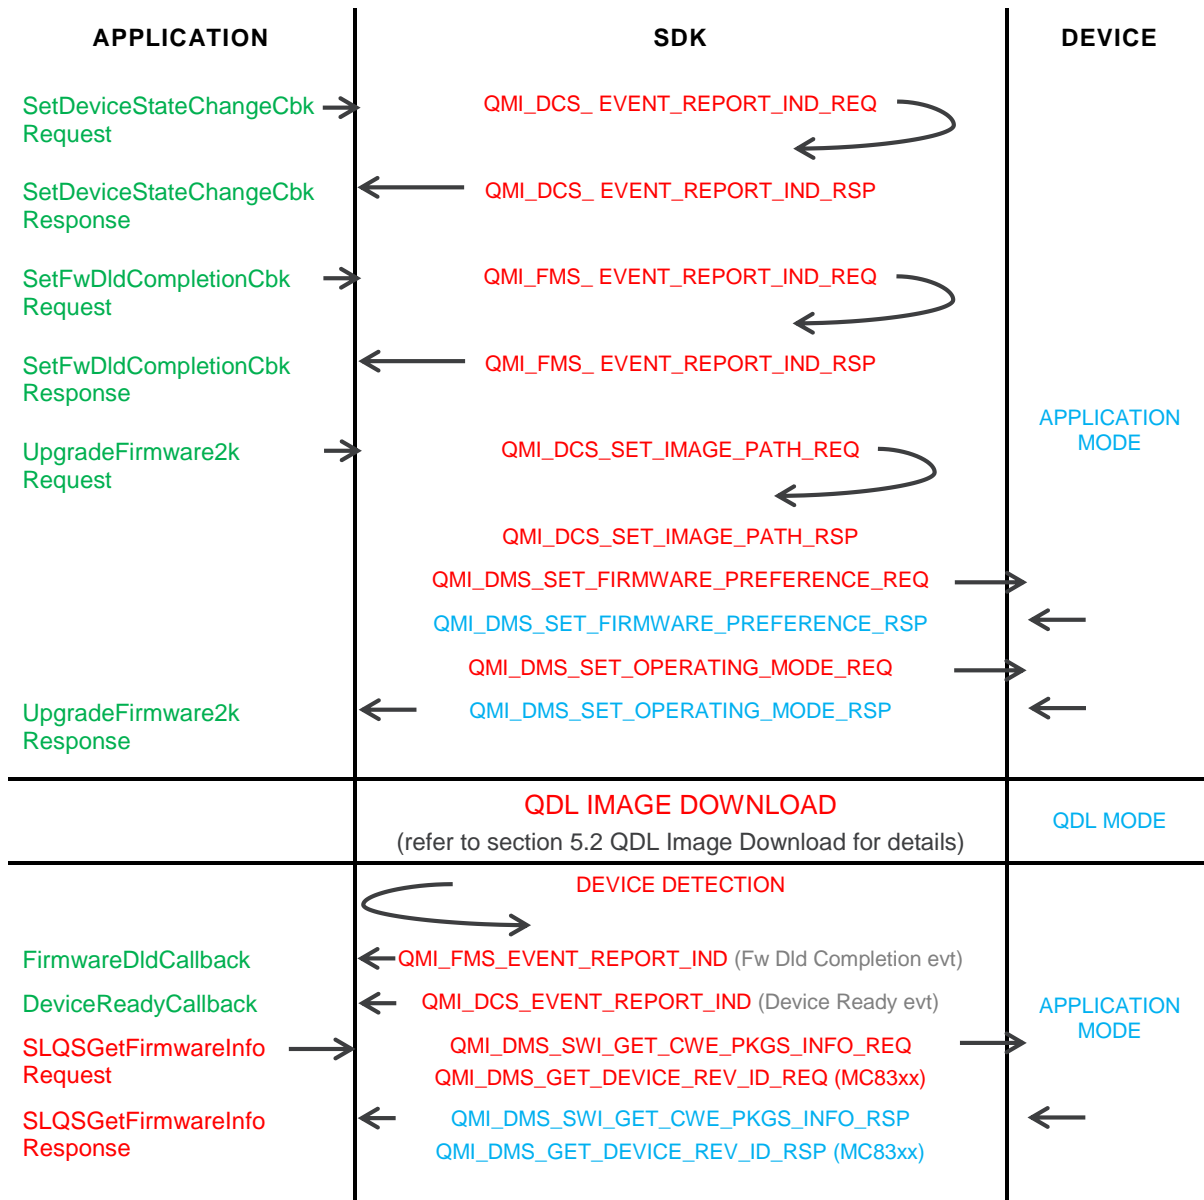 APPLICATION SDK DEVICE
SetDeviceStateChangeCbk QMI_DCS_ EVENT_REPORT_IND_REQ
Request
SetDeviceStateChangeCbk QMI_DCS_ EVENT_REPORT_IND_RSP
Response
SetFwDldCompletionCbk QMI_FMS_ EVENT_REPORT_IND_REQ
Request
SetFwDldCompletionCbk QMI_FMS_ EVENT_REPORT_IND_RSP
Response
APPLICATION
MODE
UpgradeFirmware2k QMI_DCS_SET_IMAGE_PATH_REQ
Request
QMI_DCS_SET_IMAGE_PATH_RSP
QMI_DMS_SET_FIRMWARE_PREFERENCE_REQ
QMI_DMS_SET_FIRMWARE_PREFERENCE_RSP
QMI_DMS_SET_OPERATING_MODE_REQ
UpgradeFirmware2k QMI_DMS_SET_OPERATING_MODE_RSP
Response
QDL IMAGE DOWNLOAD
(refer to section 5.2 QDL Image Download for details)
QDL MODE
DEVICE DETECTION
FirmwareDldCallback QMI_FMS_EVENT_REPORT_IND (Fw Dld Completion evt)
DeviceReadyCallback QMI_DCS_EVENT_REPORT_IND (Device Ready evt)
APPLICATION
MODE
SLQSGetFirmwareInfo QMI_DMS_SWI_GET_CWE_PKGS_INFO_REQ
Request QMI_DMS_GET_DEVICE_REV_ID_REQ (MC83xx)
SLQSGetFirmwareInfo QMI_DMS_SWI_GET_CWE_PKGS_INFO_RSP
Response QMI_DMS_GET_DEVICE_REV_ID_RSP (MC83xx)